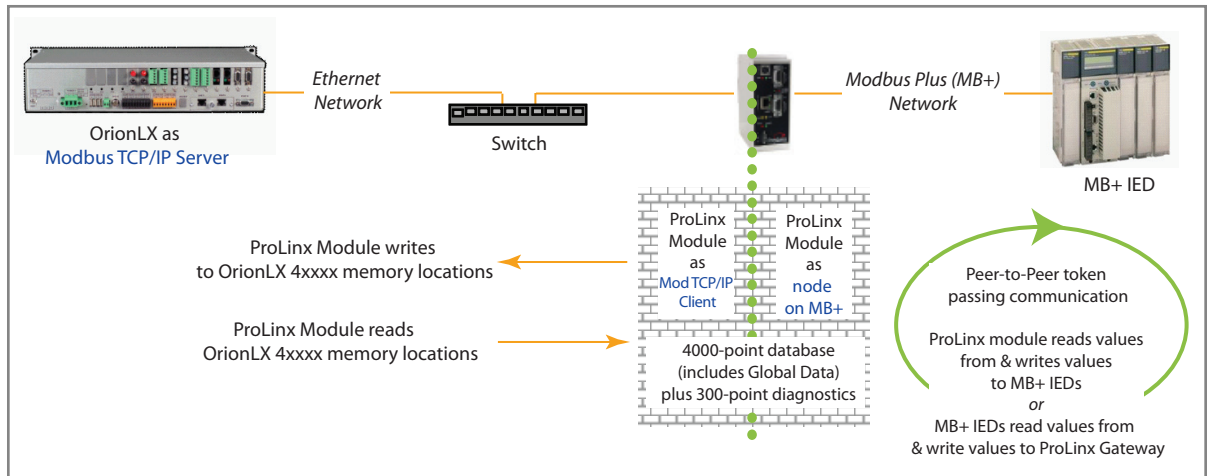 Ethernet
Network
Modbus Plus (MB+)
Network
OrionLX as
Modbus TCP/IP Server
Switch
MB+ IED
ProLinx
Module
as
Mod TCP/IP
Client
ProLinx
Module
as
node
on MB+
ProLinx Module writes
to OrionLX 4xxxx memory locations
ProLinx Module reads
OrionLX 4xxxx memory locations
4000-point database
(includes Global Data)
plus 300-point diagnostics
Peer-to-Peer token
passing communication
ProLinx module reads values
from & writes values
to MB+ IEDs
or
MB+ IEDs read values from
& write values to ProLinx Gateway